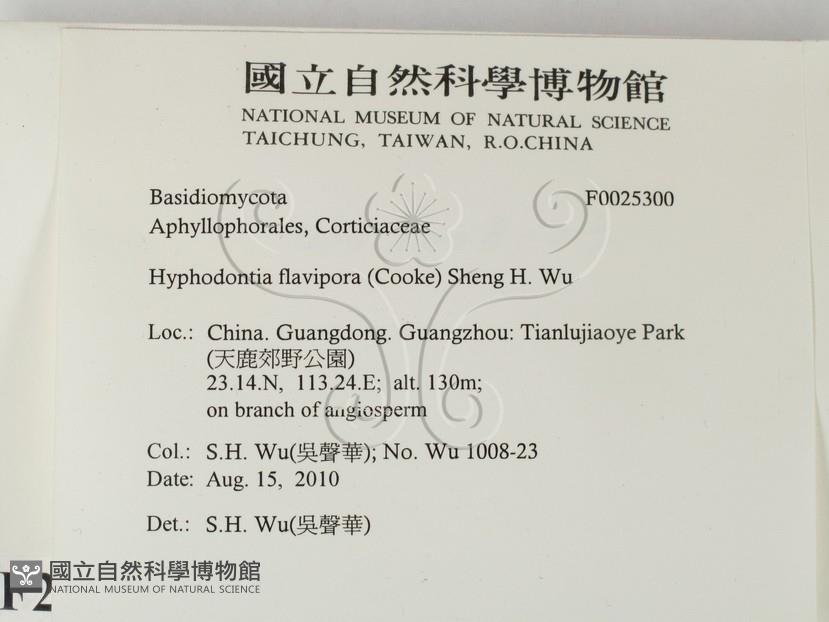 國立自然科學博物館
NATIONAL MUSEUM OF NATURAL SCIENCE
TAICHUNG, TAIWAN, R.O.CHINA
Basidiomycota F0025300
Aphyllophorales, Corticiaceae
Hyphodontia flavipora (Cooke) Sheng H. Wu
Loc.: China. Guangdong. Guangzhou: Tianlujiaoye Park
(天鹿郊野公園)
23.14.N, 113.24.E; alt. 130m;
on branch of angiosperm
Col.: S.H. Wu(吳聲華); No. Wu 1008-23
Date: Aug. 15, 2010
Det.: S.H. Wu(吳聲華)
國立自然科學博物館
NATIONAL MUSEUM OF NATURAL SCIENCE
F2